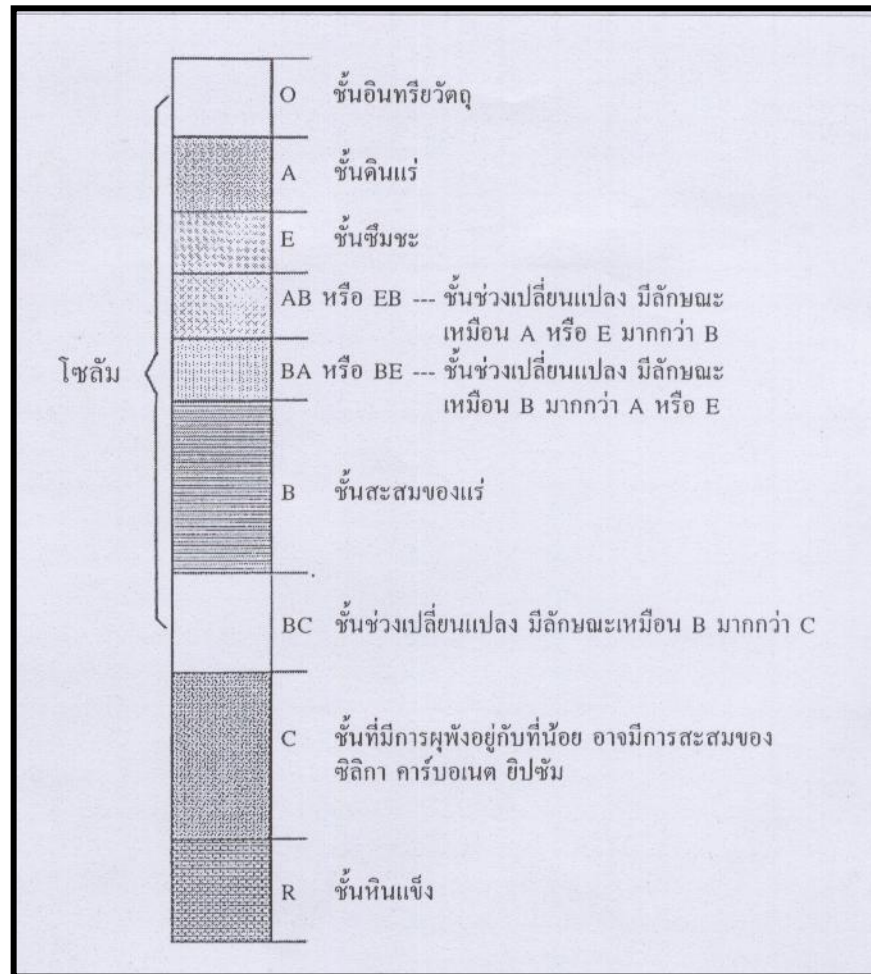 O ชั้นอินทรียวัตถุ
A ชั้นดินแร่
E ชั้นซึมชะ
AB หรือ EB --- ชั้นช่วงเปลี่ยนแปลง มีลักษณะ
เหมือน A หรือ E มากกว่า B
โซลัม
BA หรือ BE --- ชั้นช่วงเปลี่ยนแปลง มีลักษณะ
เหมือน B มากกว่า A หรือ E
B ชั้นสะสมของแร่
BC ชั้นช่วงเปลี่ยนแปลง มีลักษณะเหมือน B มากกว่า C
C ชั้นที่มีการผุพังอยู่กับที่น้อย อาจมีการสะสมของ
ซิลิกา คาร์บอเนต ยิปซัม
R ชั้นหินแข็ง